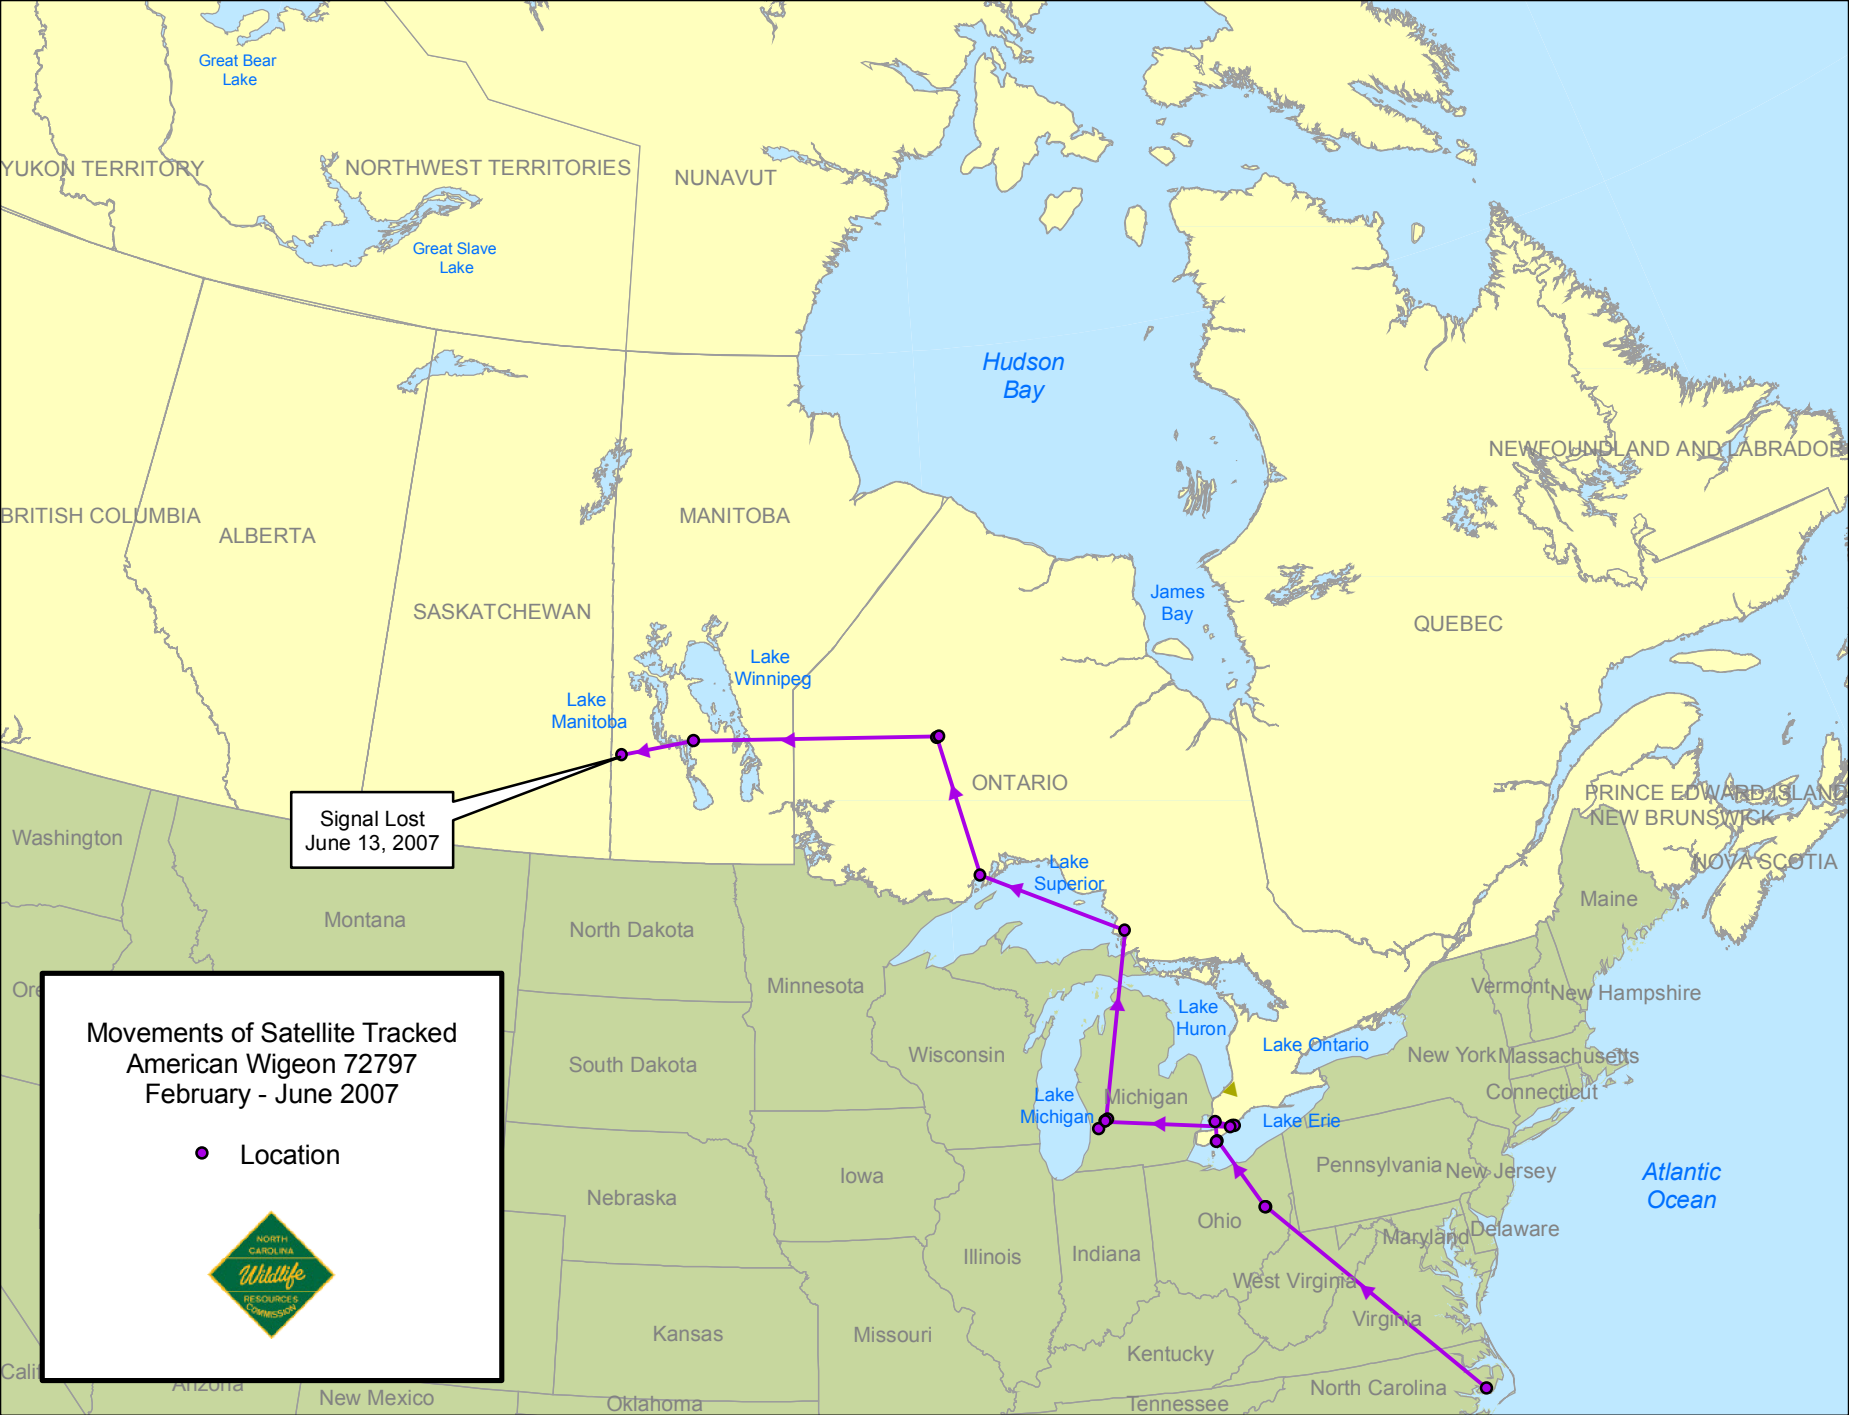 Great Bear
Lake
YUKON TERRITORY
NORTHWEST TERRITORIES
NUNAVUT
Great Slave
Lake
Hudson
Bay
NEWFOUNDLAND AND LABRADOR
BRITISH COLUMBIA
ALBERTA
MANITOBA
SASKATCHEWAN
James
Bay
QUEBEC
Lake
Winnipeg
Lake
Manitoba
ONTARIO
PRINCE EDWARD ISLAND
NEW BRUNSWICK
NOVA SCOTIA
Signal Lost
June 13, 2007
Washington
Lake
Superior
Maine
Montana
North Dakota
Minnesota
Vermont
New Hampshire
Ore
Lake
Huron
Lake Ontario
New York
Massachusetts
Wisconsin
South Dakota
Connecticut
Lake
Michigan
Michigan
Lake Erie
Pennsylvania
New Jersey
Atlantic
Ocean
Iowa
Nebraska
Ohio
Maryland
Delaware
Illinois
Indiana
West Virginia
Virginia
Kansas
Missouri
Kentucky
North Carolina
Calif
Arizona
New Mexico
Oklahoma
Tennessee
Movements of Satellite Tracked
American Wigeon 72797
February - June 2007
Location
NORTH
CAROLINA
Wildlife
RESOURCES
COMMISSION